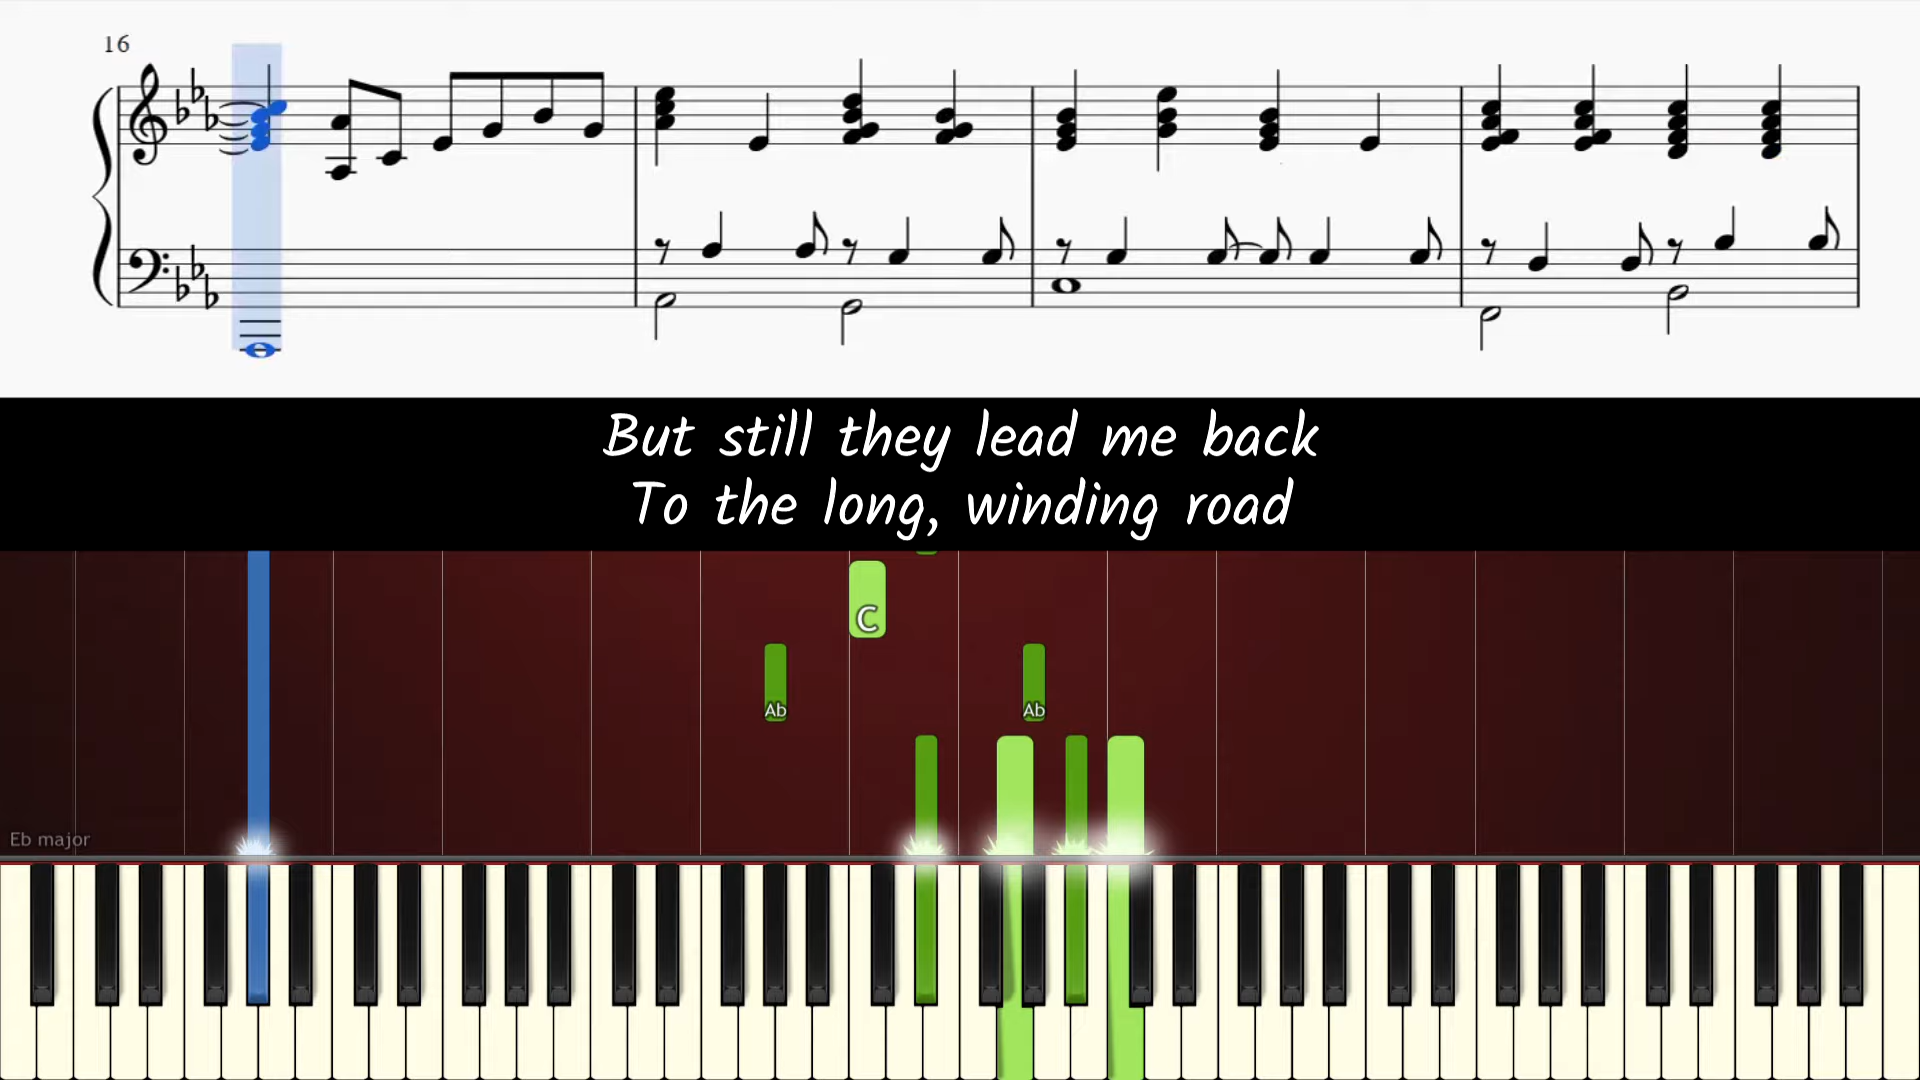 16
But still they lead me back
To the long, winding road
C
Ab
Ab
Eb major